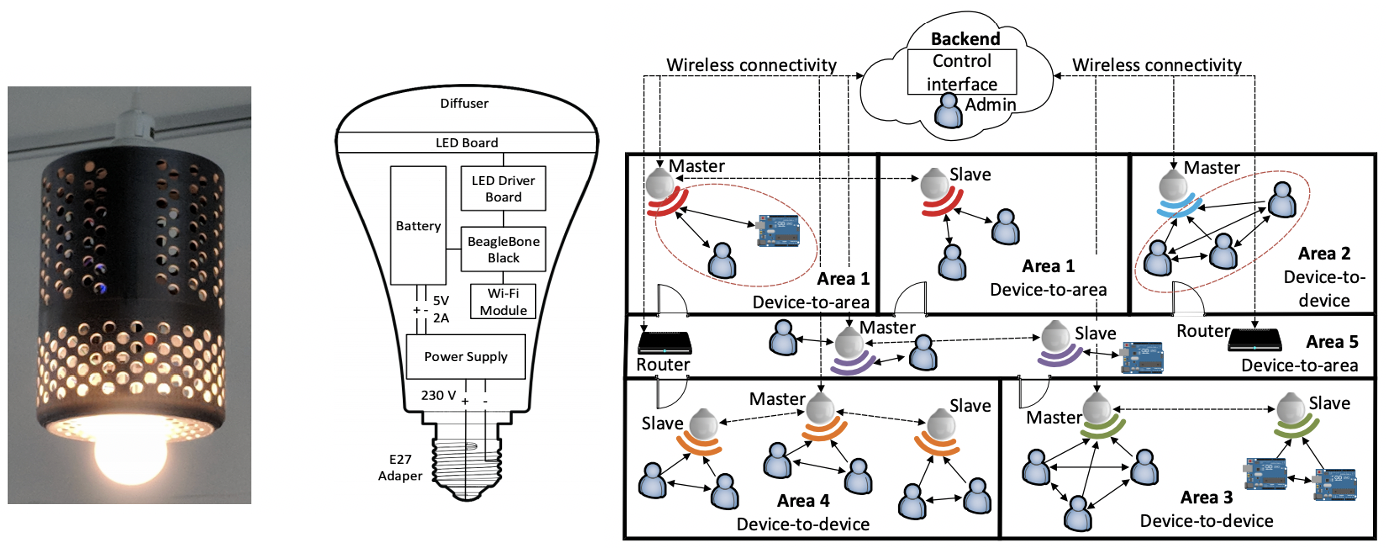 Diffuser
LED Board
Battery
LED Driver
Board
BeagleBone
Black
Wi-Fi
Module
5V
2A
+ -
Power Supply
230 V
+
-
E27
Adaper
Backend
Control
interface
Admin
Wireless connectivity
Wireless connectivity
Master
Area 1
Device-to-area
Slave
Area 1
Device-to-area
Master
Area 2
Device-to-
device
Router
Master
Slave
Router
Area 5
Device-to-area
Slave
Master
Slave
Area 4
Device-to-device
Master
Slave
Area 3
Device-to-device